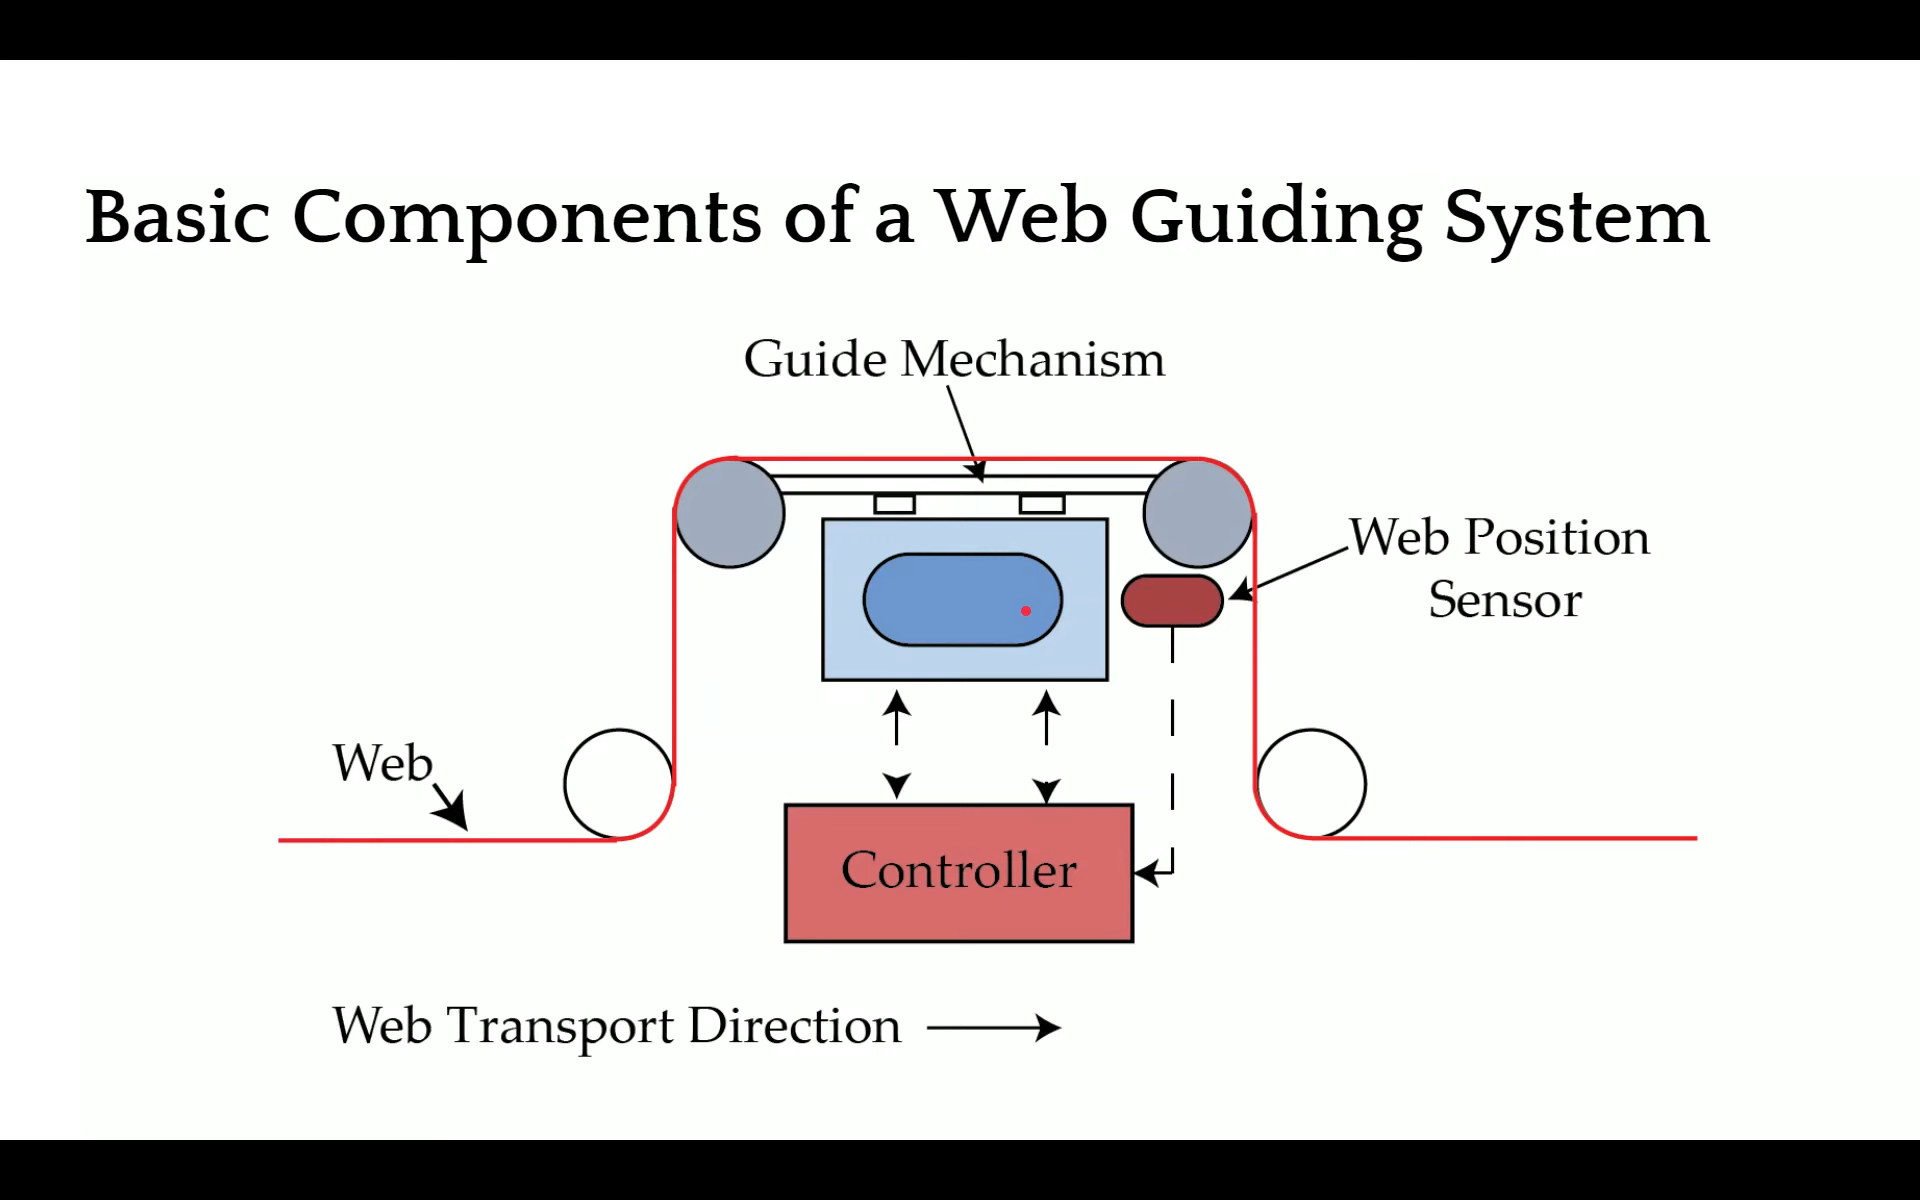 Basic Components of a Web Guiding System
Guide Mechanism
Web Position
Sensor
Web
Controller
Web Transport Direction